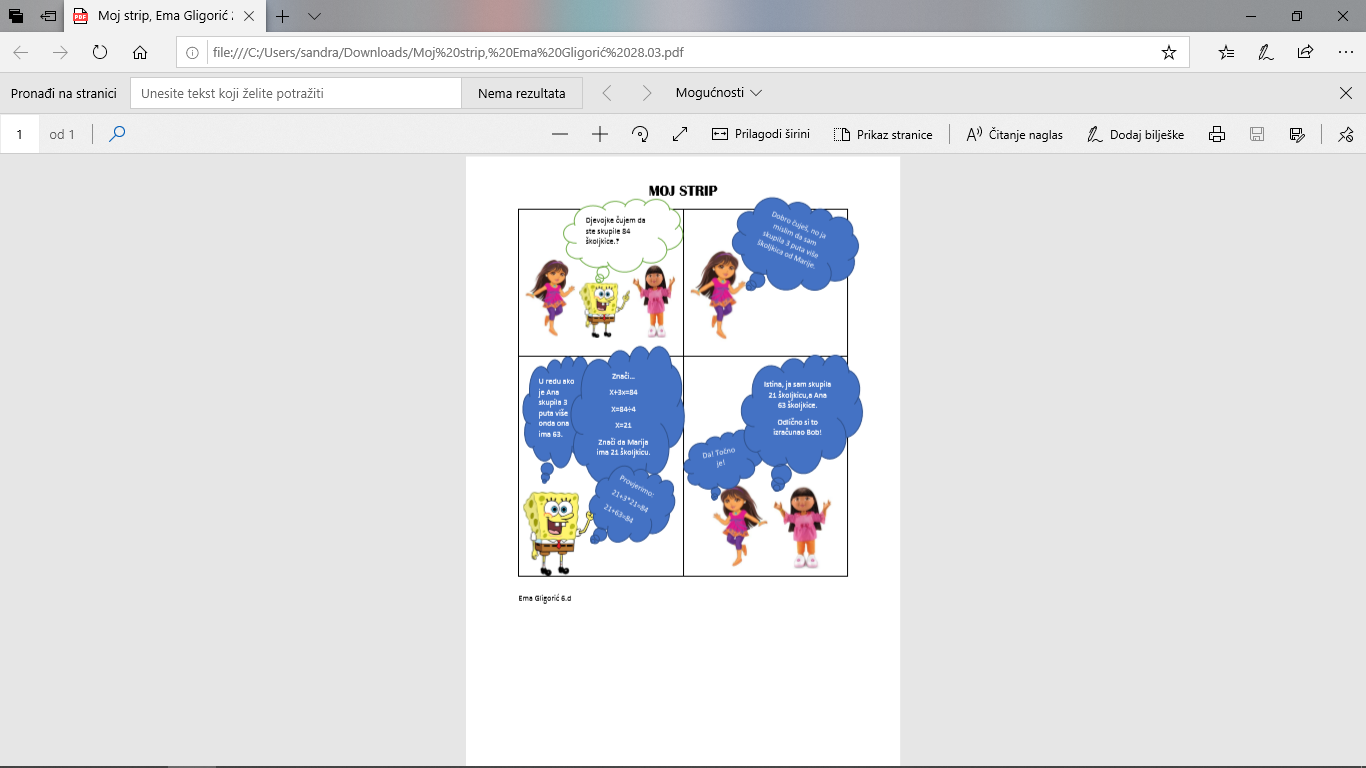 Moj strip, Ema Gligorić 2
file:///C:/Users/sandra/Downloads/Moj%20strip,%20Ema%20Gligorić%2028.03.pdf
Pronađi na stranici
Unesite tekst koji želite potražiti
Nema rezultata
Mogućnosti
1
od 1
Prilagodi širini
Prikaz stranice
Čitanje naglas
Dodaj bilješke
MOJ STRIP
Djevojke čujem da
ste skupile 84
školjkice.?
Dobro čuješ, no ja
mislim da sam
skupila 3 puta više
školjkica od Marije.
U redu ako
je Ana
skupila 3
puta više
onda ona
ima 63.
Znači...
X+3x=84
X=84÷4
X=21
Znači da Marija
ima 21 školjkicu.
Provjerimo:
21+3*21=84
21+63=84
Istina, ja sam skupila
21 školjkicu,a Ana
63 školjkice.
Odlično si to
izračunao Bob!
Da! Točno
je!
Ema Gligorić 6.d